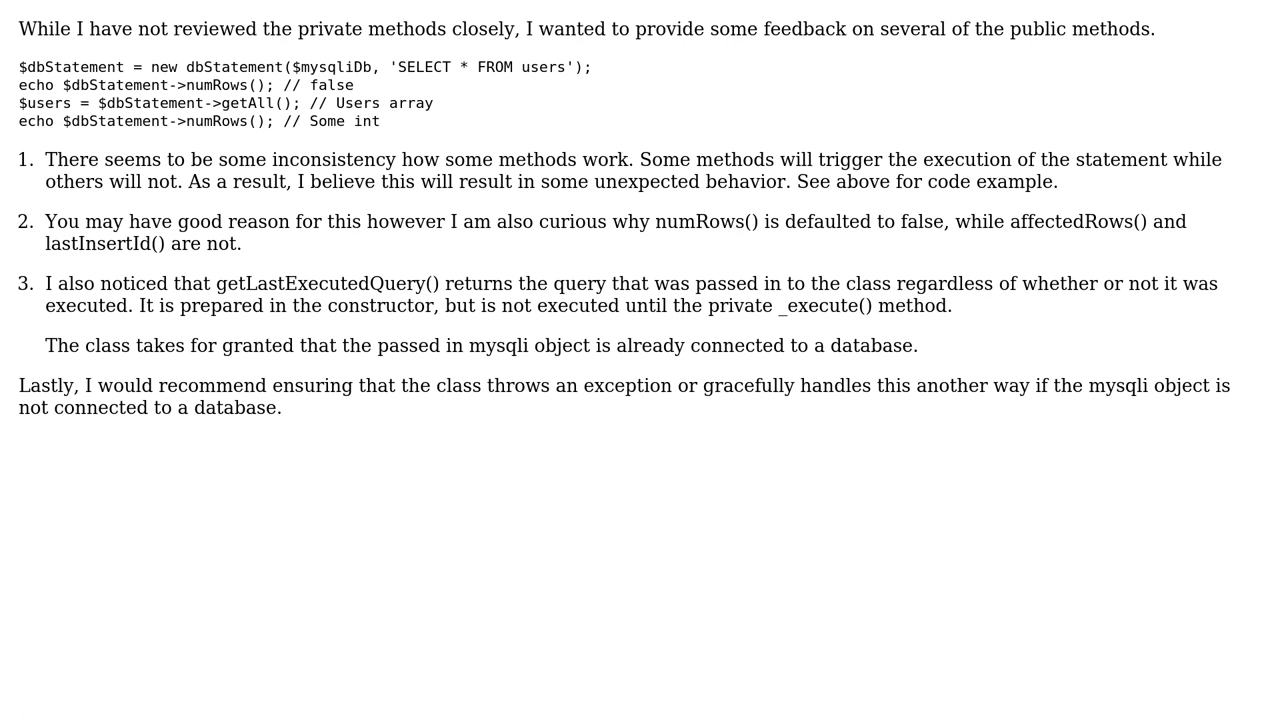 While I have not reviewed the private methods closely, I wanted to provide some feedback on several of the public methods.
$dbStatement = new dbStatement($mysqliDb, 'SELECT * FROM users');
echo $dbStatement->numRows(); // false
$users = $dbStatement->getAll(); // Users array
echo $dbStatement->numRows(); // Some int
1. There seems to be some inconsistency how some methods work. Some methods will trigger the execution of the statement while
others will not. As a result, I believe this will result in some unexpected behavior. See above for code example.
2. You may have good reason for this however I am also curious why numRows() is defaulted to false, while affectedRows() and
lastInsertId() are not.
3. I also noticed that getLastExecutedQuery() returns the query that was passed in to the class regardless of whether or not it was
executed. It is prepared in the constructor, but is not executed until the private _execute() method.
The class takes for granted that the passed in mysqli object is already connected to a database.
Lastly, I would recommend ensuring that the class throws an exception or gracefully handles this another way if the mysqli object is
not connected to a database.